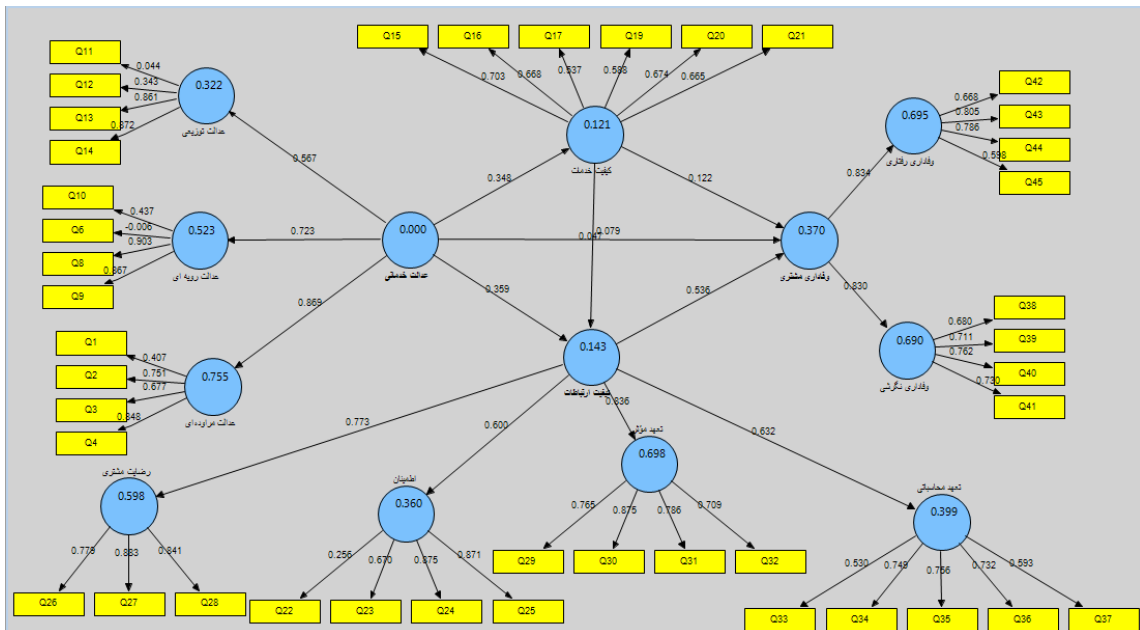 Q15
Q16
Q17
Q19
Q20
Q21
0.703
0.668
0.537
0.588
0.674
0.665
0.121
کیفیت خدمت
Q11
Q12
Q13
Q14
0.044
0.343
0.861
0.872
0.322
عدالت توزیعی
Q10
Q6
Q8
Q9
0.437
-0.006
0.903
0.867
0.523
عدالت رویه ای
Q1
Q2
Q3
Q4
0.407
0.751
0.677
0.848
0.755
عدالت مراوده‌ای
0.567
0.723
0.869
0.000
عدالت خدماتی
0.348
0.359
0.079
0.047
0.122
0.536
0.370
وفاداری مشتری
0.834
0.830
0.695
وفاداری رفتاری
0.668
0.805
0.786
0.598
Q42
Q43
Q44
Q45
0.690
وفاداری نگرشی
0.680
0.711
0.762
0.730
Q38
Q39
Q40
Q41
0.143
کیفیت ارتباطات
0.773
0.600
0.836
0.632
رضایت مشتری
0.598
0.779
0.883
0.841
Q26
Q27
Q28
اطمینان
0.360
0.256
0.670
0.875
0.871
Q22
Q23
Q24
Q25
تعهد مؤثر
0.698
0.765
0.875
0.786
0.709
Q29
Q30
Q31
Q32
تعهد محاسباتی
0.399
0.530
0.749
0.732
0.593
Q33
Q34
Q35
Q36
Q37